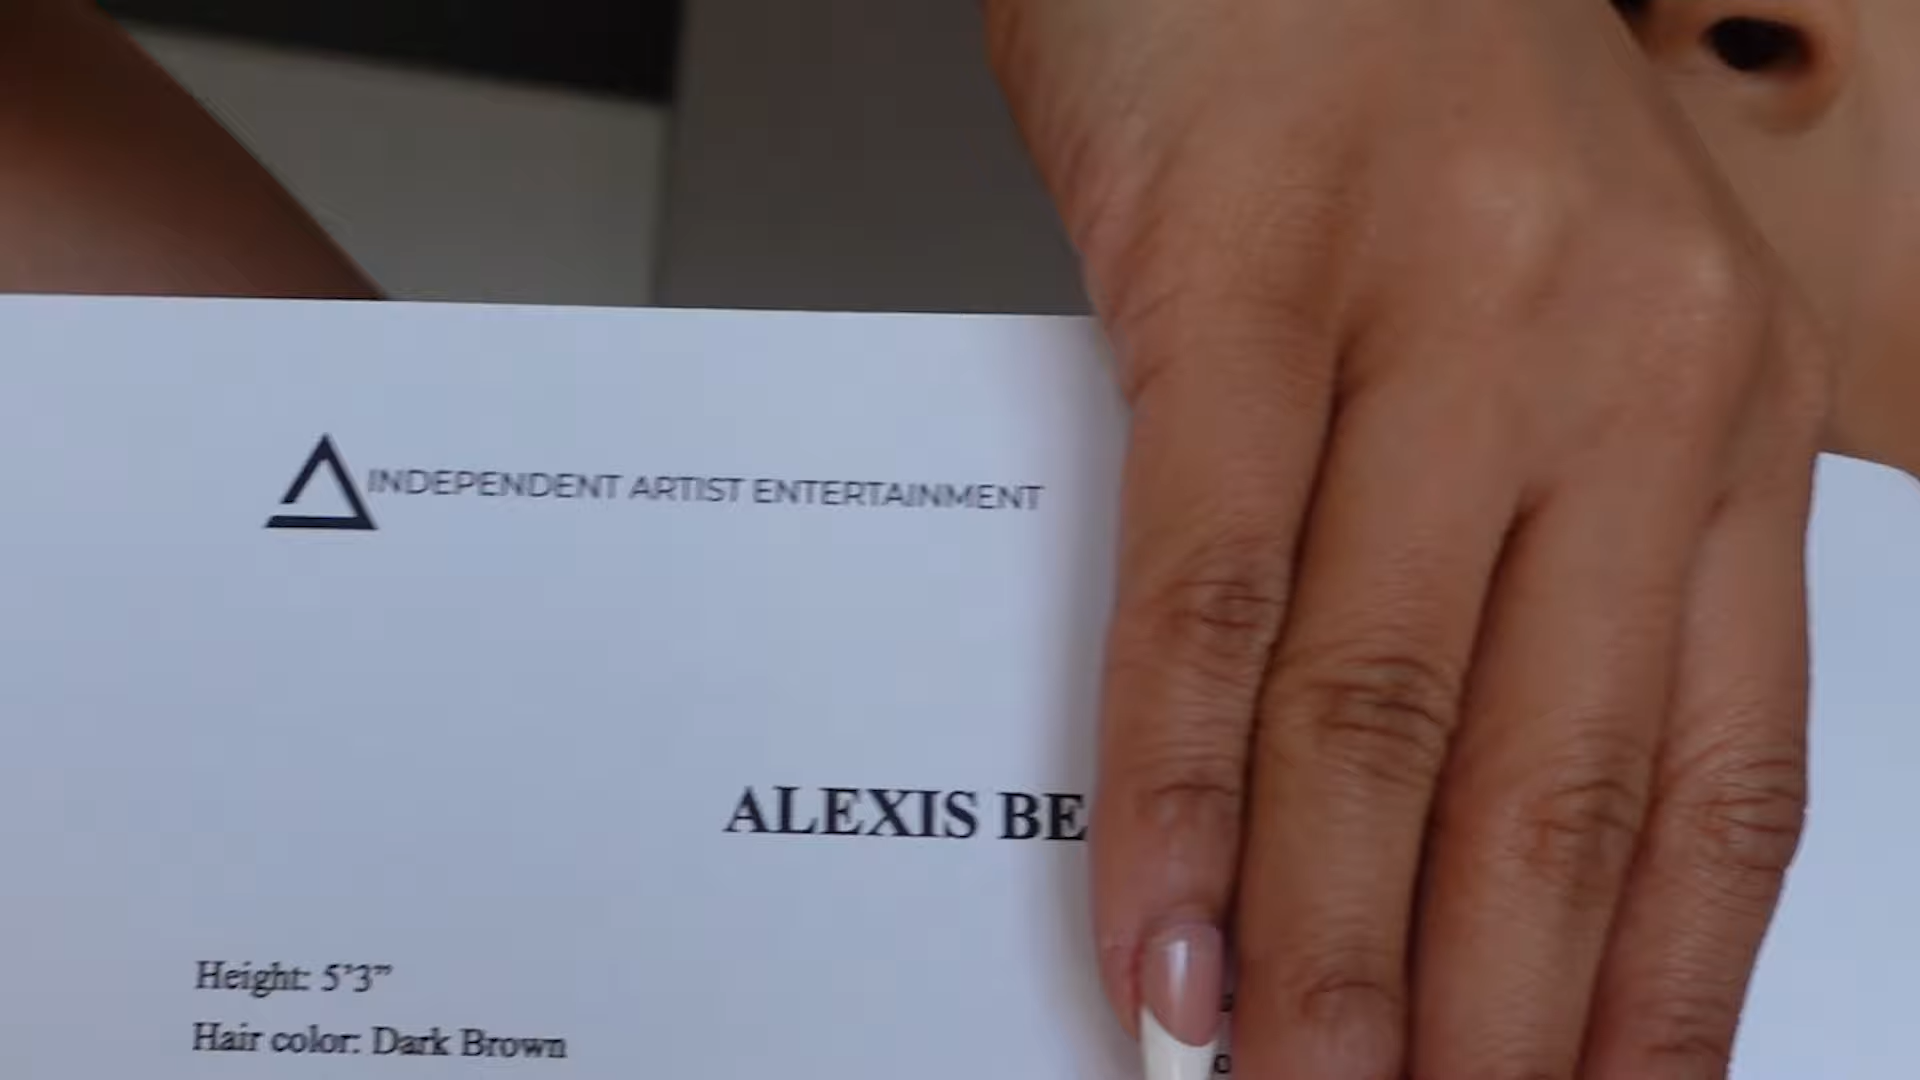 INDEPENDENT ARTIST ENTERTAINMENT
ALEXIS BE
Height: 5’3”
Hair color: Dark Brown